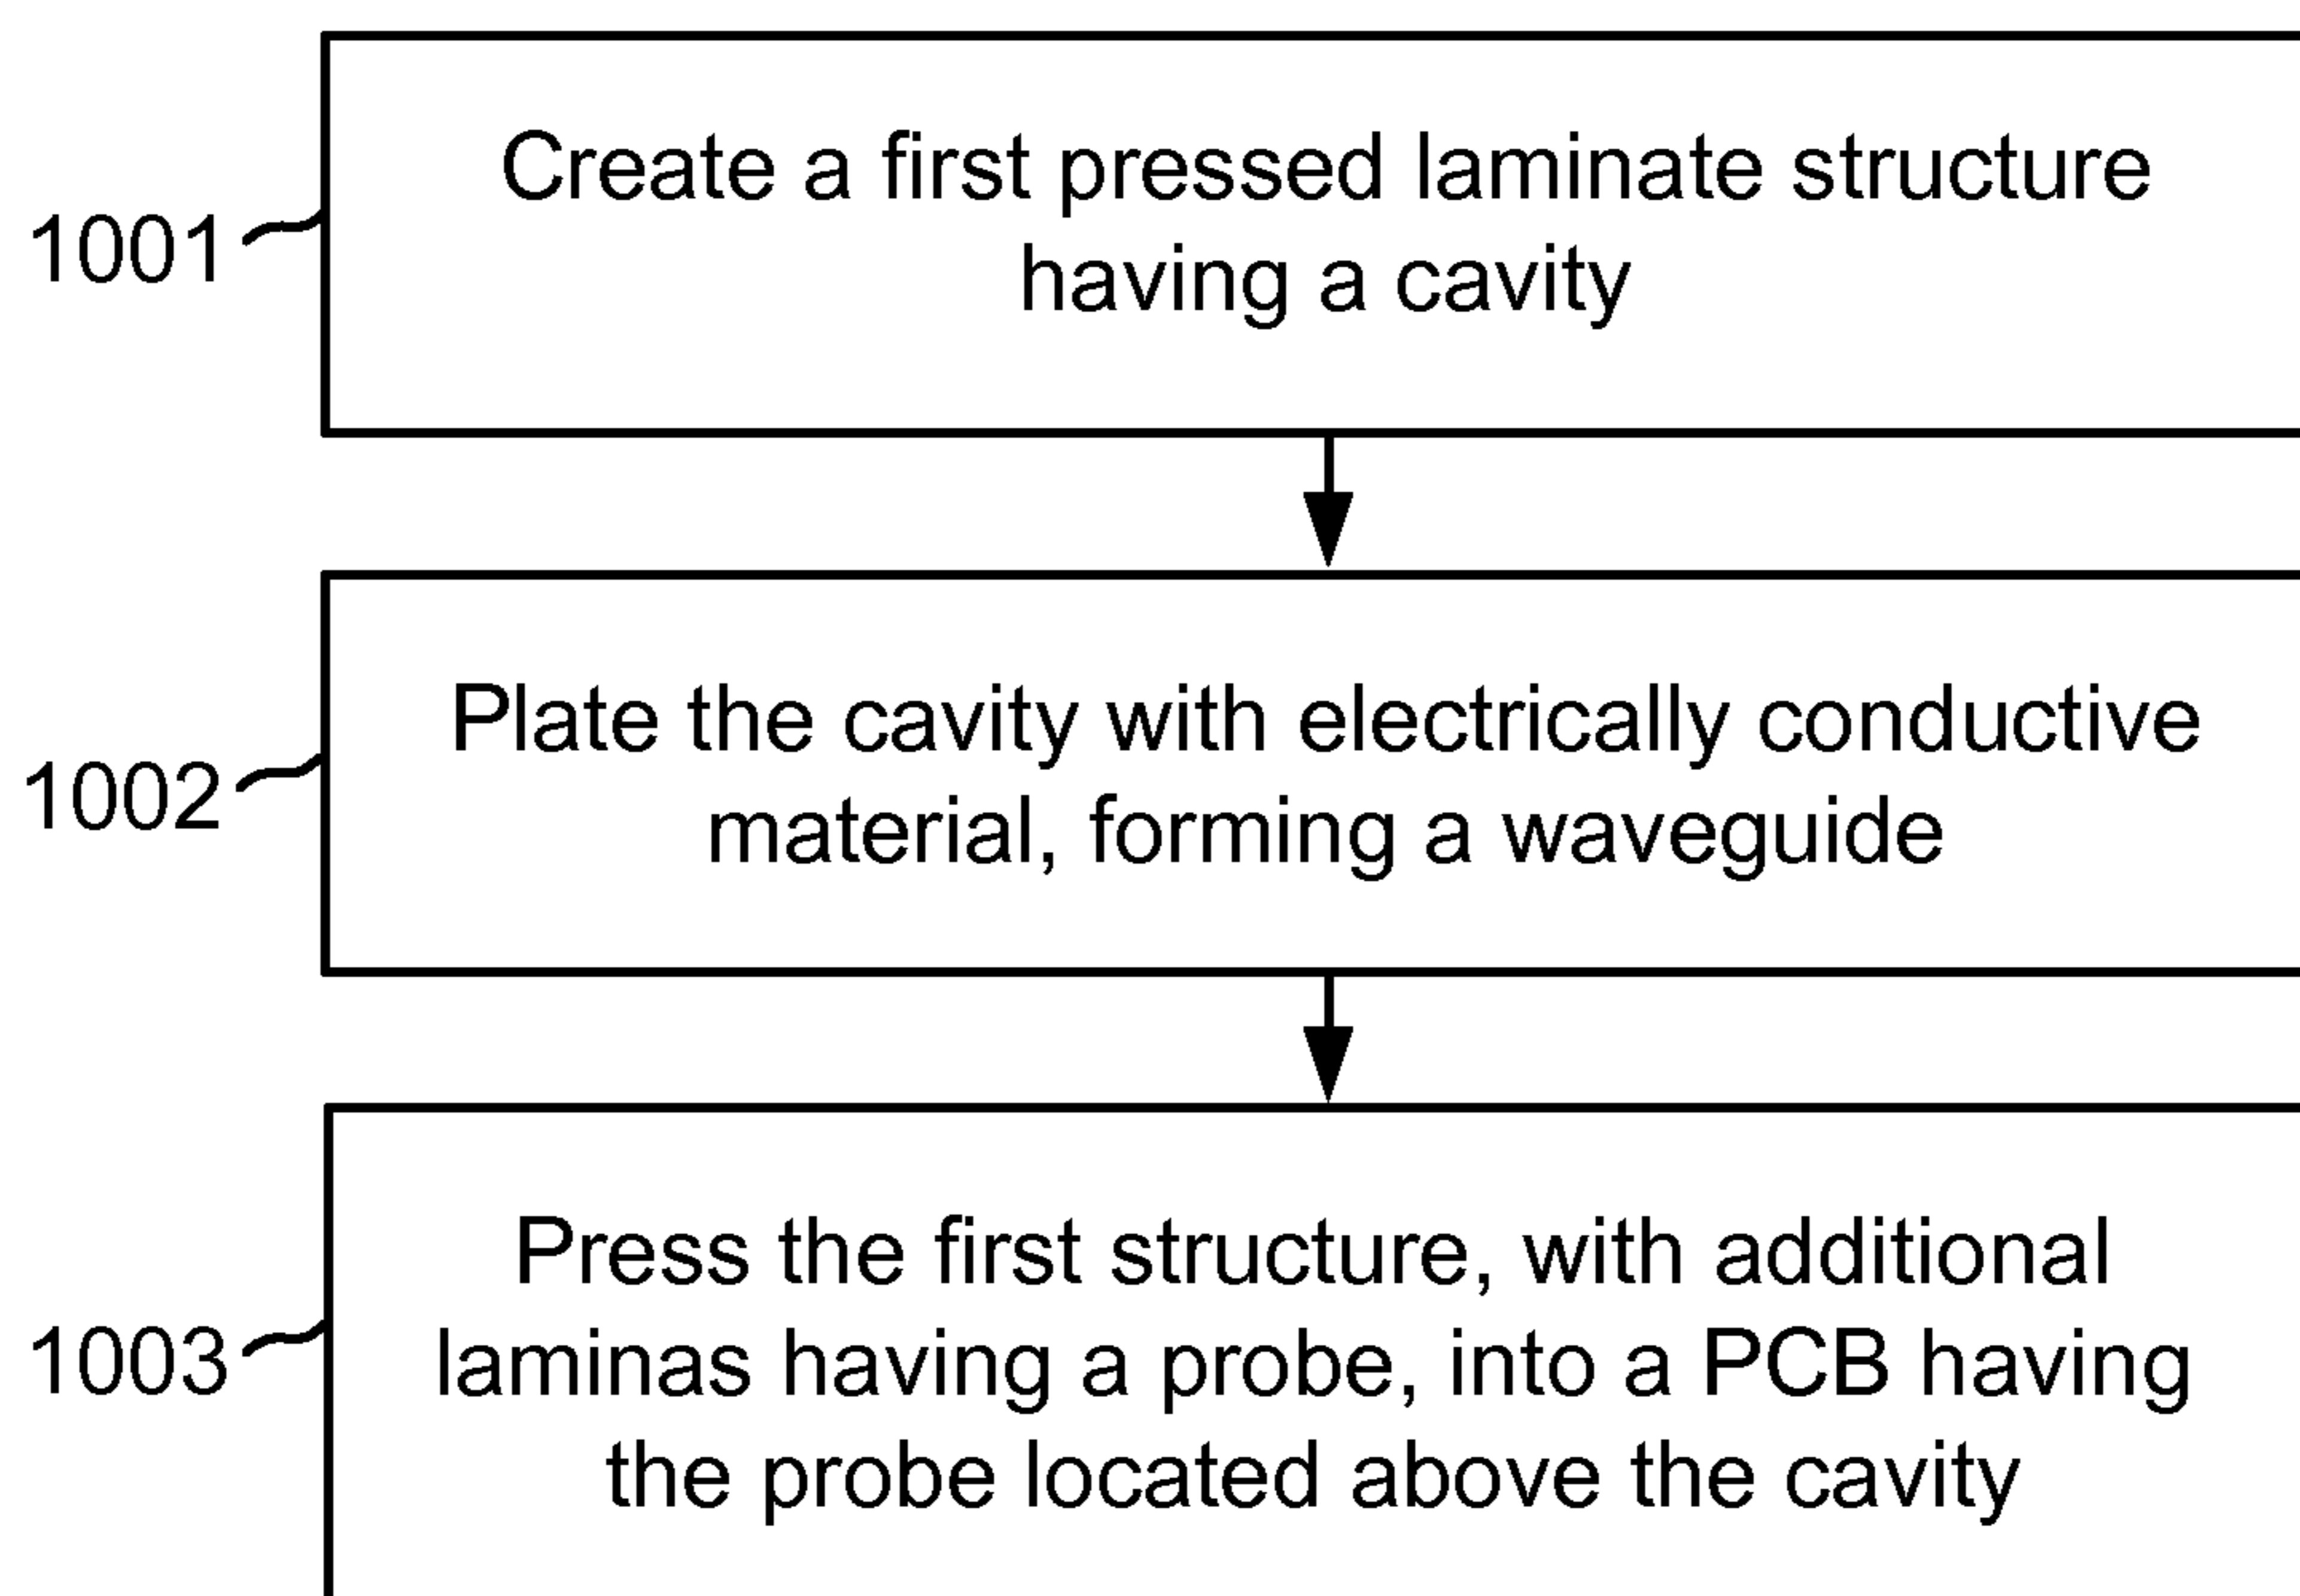 Create a first pressed laminate structure
having a cavity
1001
Plate the cavity with electrically conductive
material, forming a waveguide
1002
Press the first structure, with additional
laminas having a probe, into a PCB having
the probe located above the cavity
1003